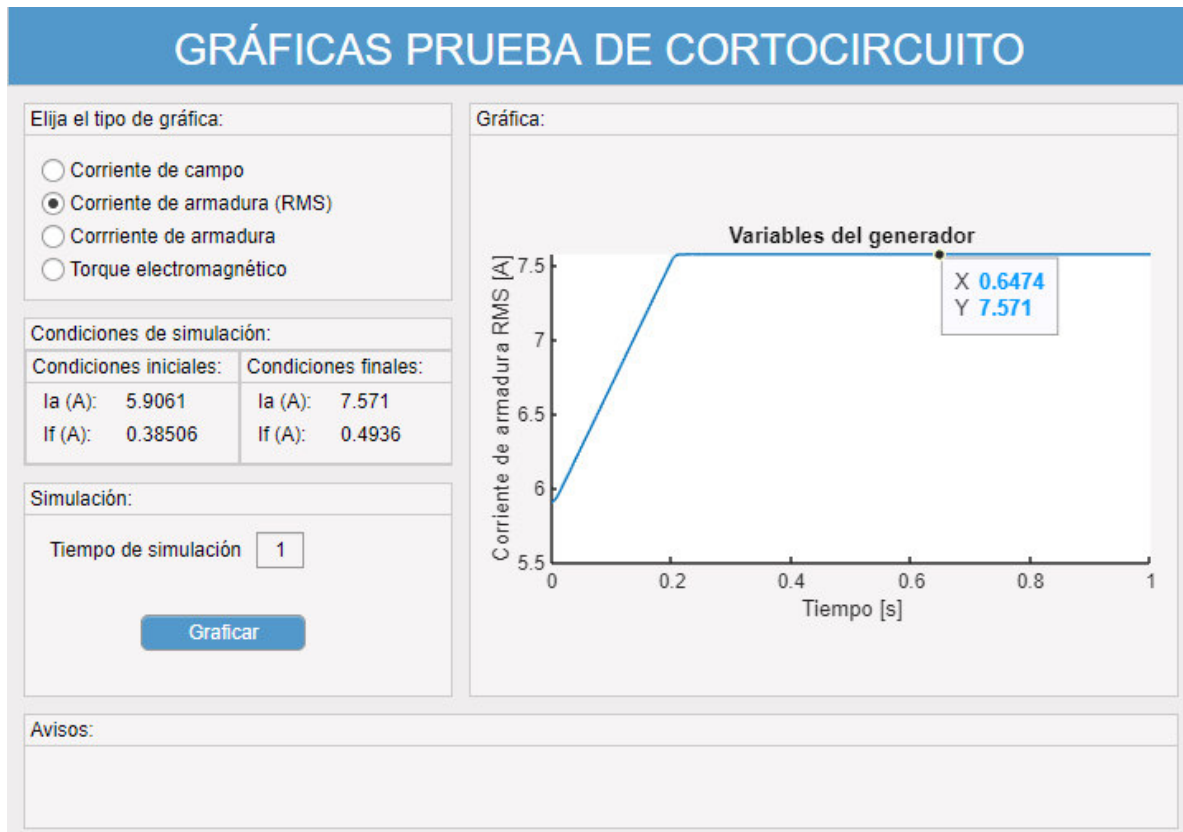 GRÁFICAS PRUEBA DE CORTOCIRCUITO
Elija el tipo de gráfica:
Corriente de campo
Corriente de armadura (RMS)
Corrriente de armadura
Torque electromagnético
Condiciones de simulación:
Condiciones iniciales: Condiciones finales:
Ia (A): 5.9061 Ia (A): 7.571
If (A): 0.38506 If (A): 0.4936
Simulación:
Tiempo de simulación 1
Graficar
Gráfica:
Variables del generador
Corriente de armadura RMS [A]
7.5
7
6.5
6
5.5
X 0.6474
Y 7.571
0 0.2 0.4 0.6 0.8 1
Tiempo [s]
Avisos: